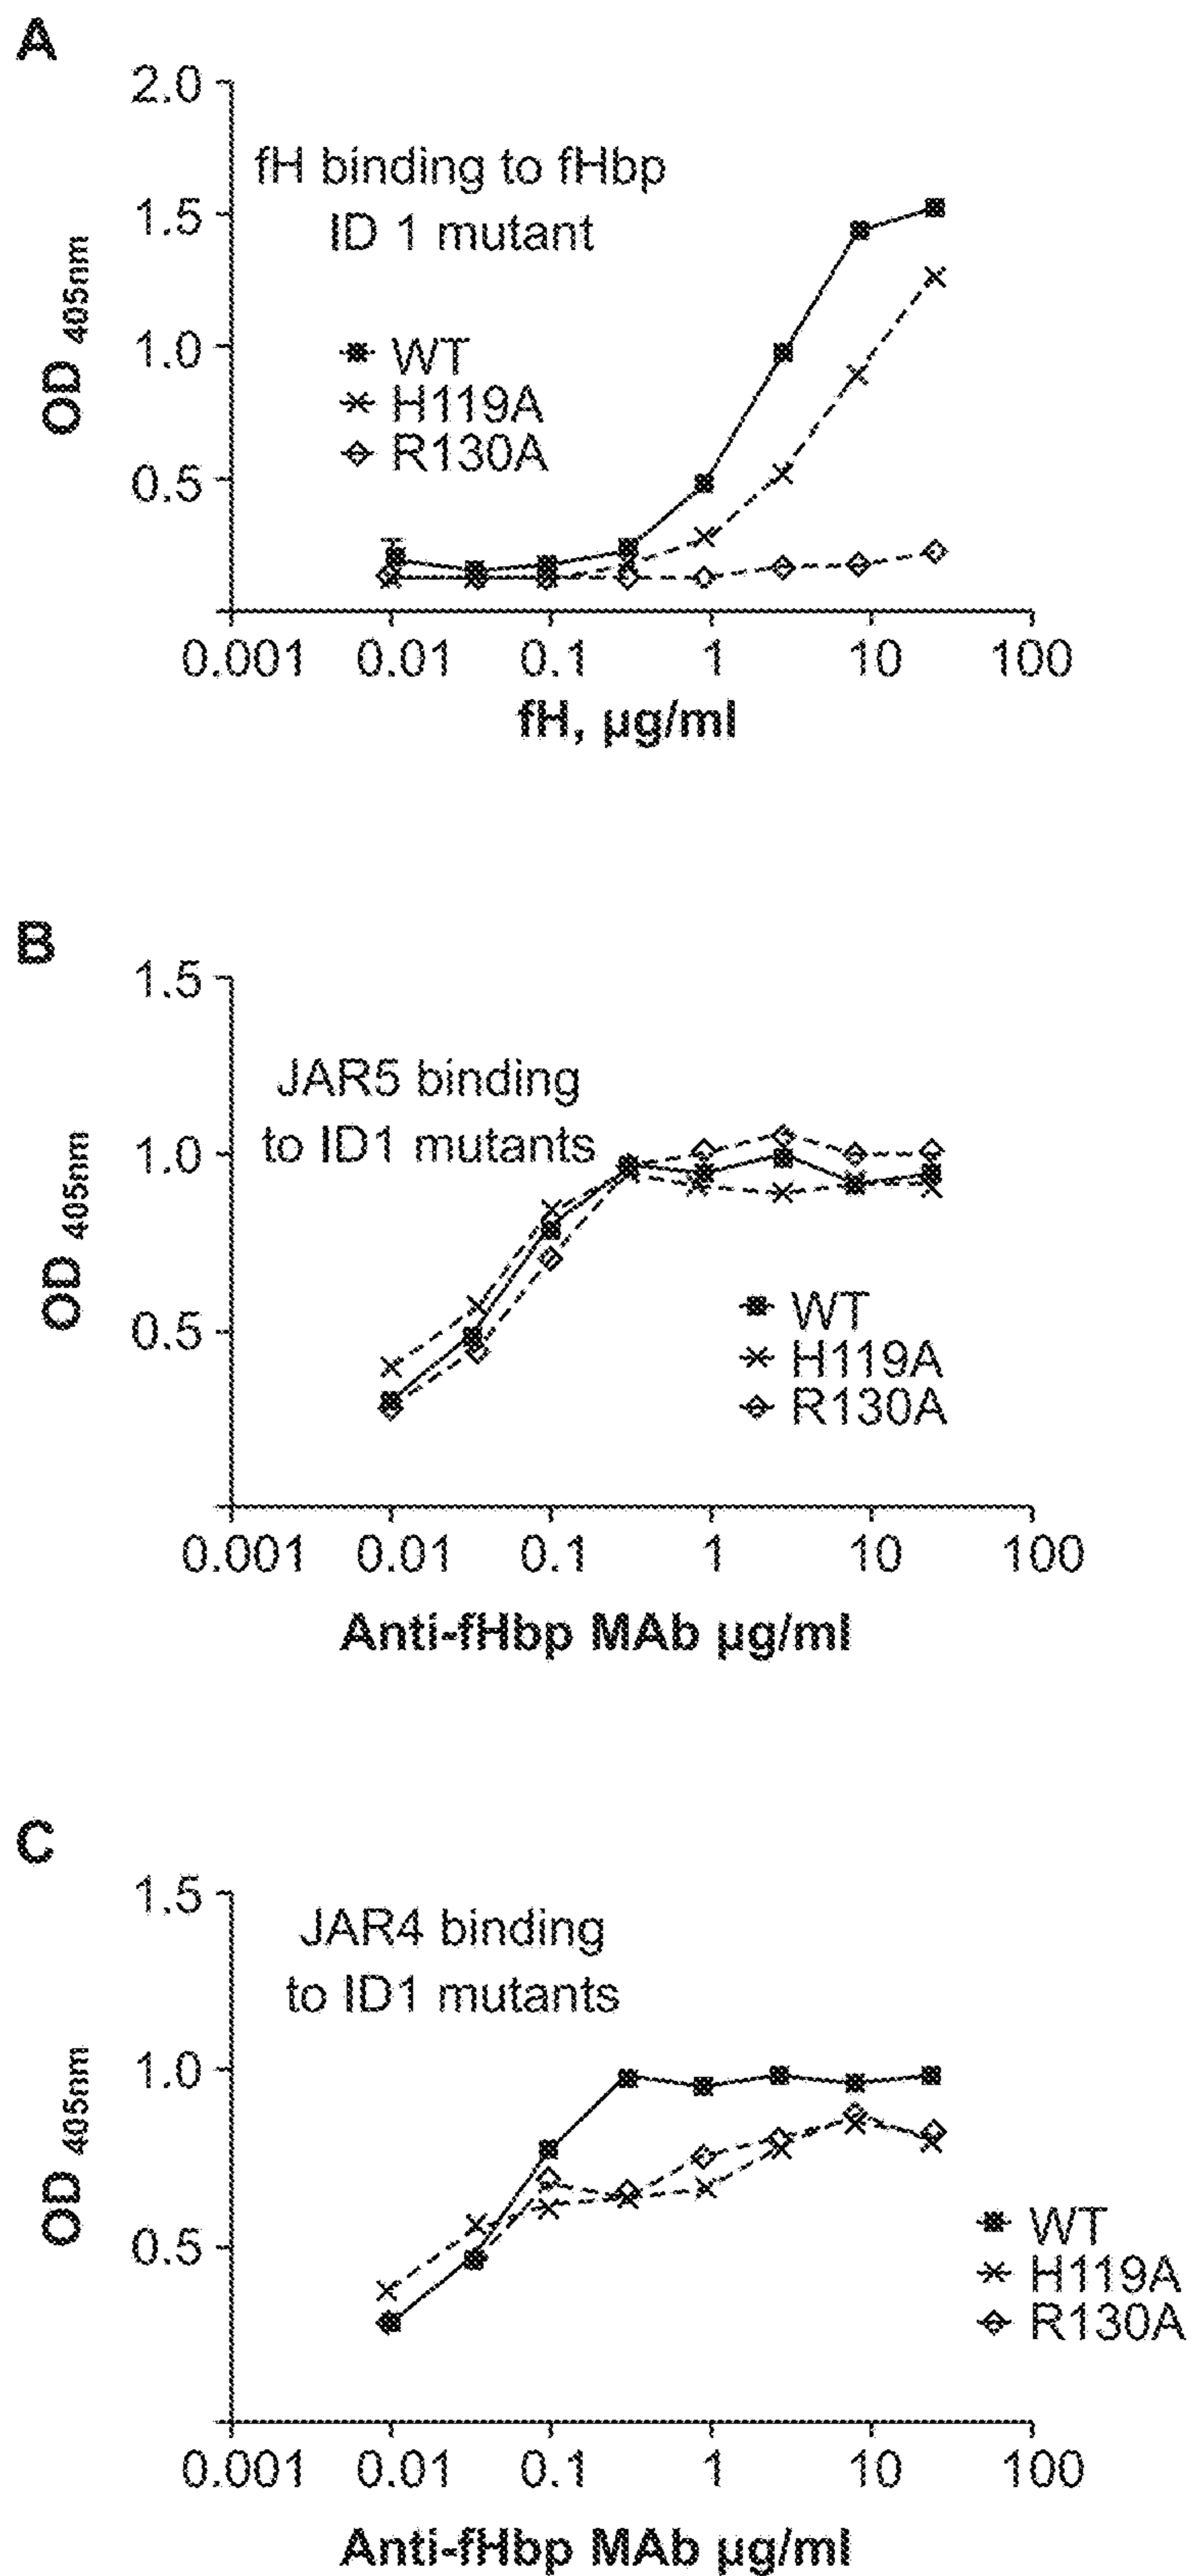 A
2.0
fH binding to fHbp
1.5
ID 1 mutant
OD 405nm
1.0
WT
H119A
R130A
0.5
0.001 0.01 0.1 1 10 100
fH, µg/ml
B
1.5
JAR5 binding
to ID1 mutants
1.0
OD 405nm
0.5
WT
H119A
R130A
0.001 0.01 0.1 1 10 100
Anti-fHbp MAb µg/ml
C
1.5
JAR4 binding
to ID1 mutants
1.0
OD 405nm
0.5
WT
H119A
R130A
0.001 0.01 0.1 1 10 100
Anti-fHbp MAb µg/ml